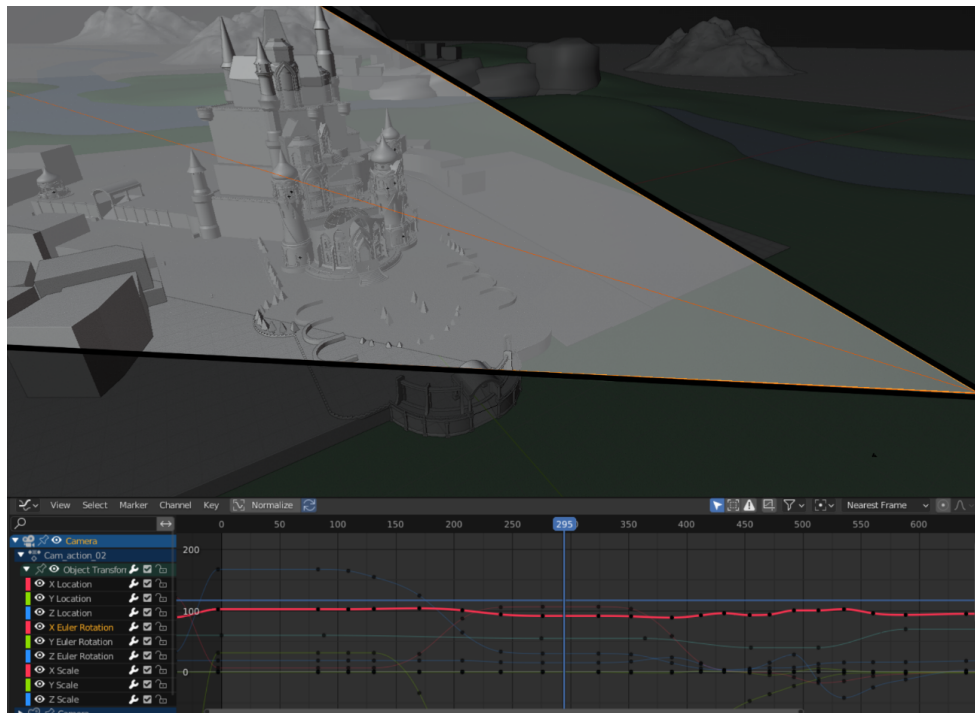 View Select Marker Channel Key Normalize Nearest Frame
0 50 100 150 200 250 295 350 400 450 500 550 600
Camera
Cam_action_02
200
Object Transforn
X Location
Y Location
Z Location
100
X Euler Rotation
Y Euler Rotation
Z Euler Rotation
X Scale
0
Y Scale
Z Scale